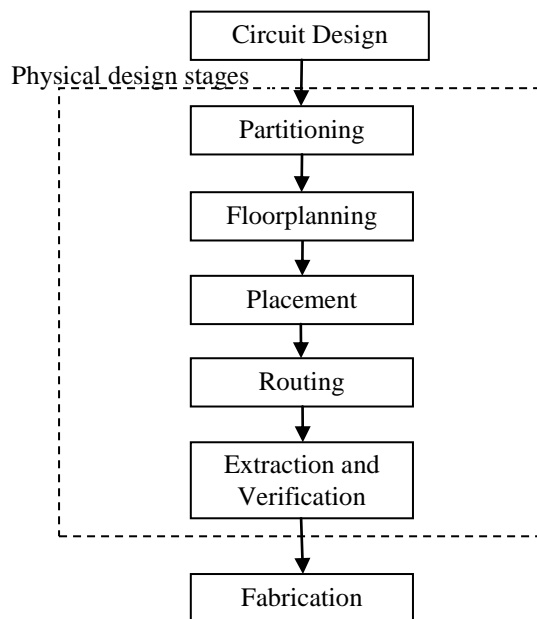 Circuit Design
Physical design stages
Partitioning
Floorplanning
Placement
Routing
Extraction and
Verification
Fabrication